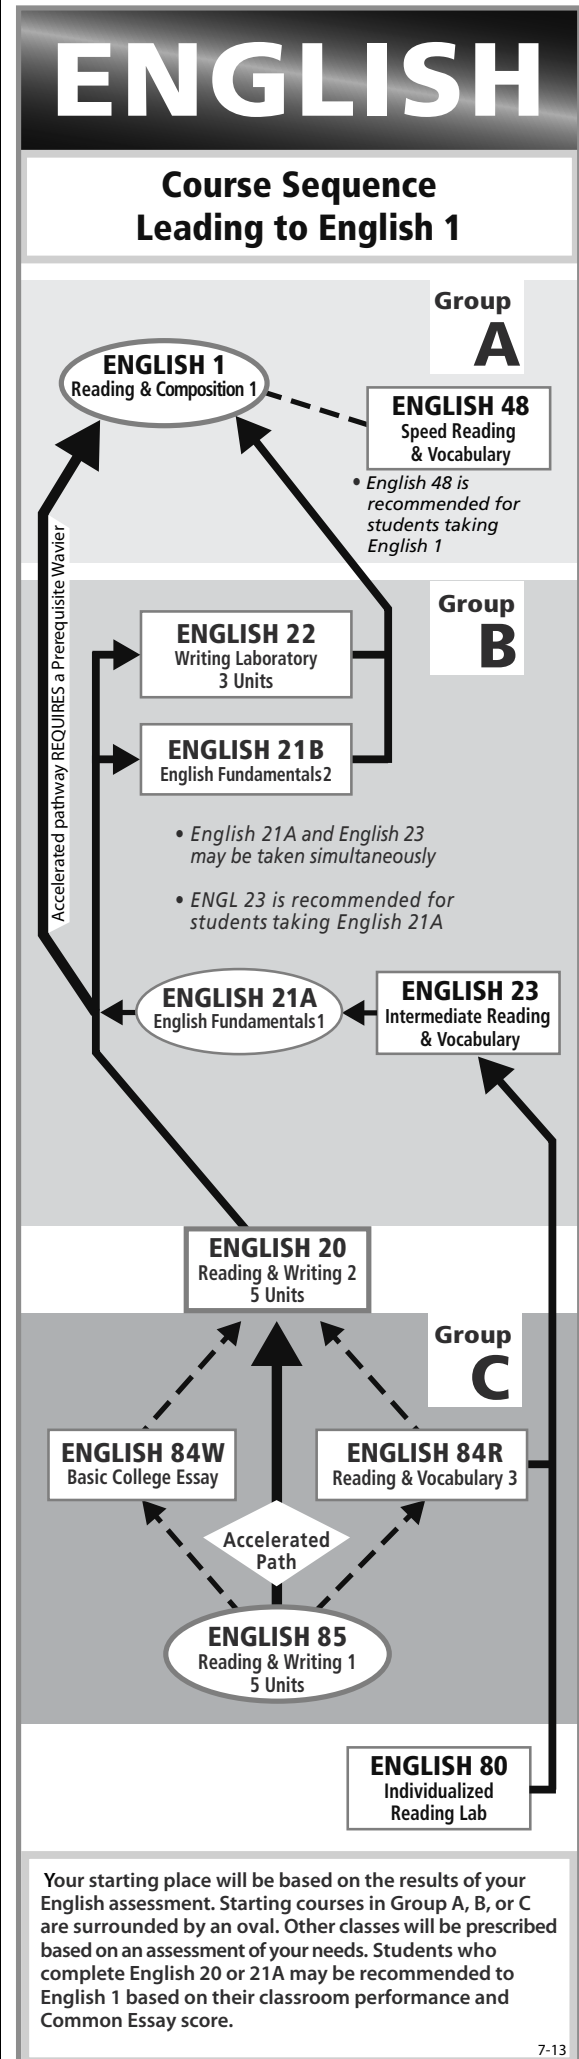 ENGLISH
Course Sequence
Leading to English 1
Group
A
ENGLISH 1
Reading & Composition 1
ENGLISH 48
Speed Reading
& Vocabulary
• English 48 is
recommended for
students taking
English 1
Accelerated pathway REQUIRES a Prerequisite Wavier
Group
B
ENGLISH 22
Writing Laboratory
3 Units
ENGLISH 21B
English Fundamentals 2
• English 21A and English 23
may be taken simultaneously
• ENGL 23 is recommended for
students taking English 21A
ENGLISH 21A
English Fundamentals 1
ENGLISH 23
Intermediate Reading
& Vocabulary
ENGLISH 20
Reading & Writing 2
5 Units
Group
C
ENGLISH 84W
Basic College Essay
ENGLISH 84R
Reading & Vocabulary 3
Accelerated
Path
ENGLISH 85
Reading & Writing 1
5 Units
ENGLISH 80
Individualized
Reading Lab
Your starting place will be based on the results of your
English assessment. Starting courses in Group A, B, or C
are surrounded by an oval. Other classes will be prescribed
based on an assessment of your needs. Students who
complete English 20 or 21A may be recommended to
English 1 based on their classroom performance and
Common Essay score.
7-13